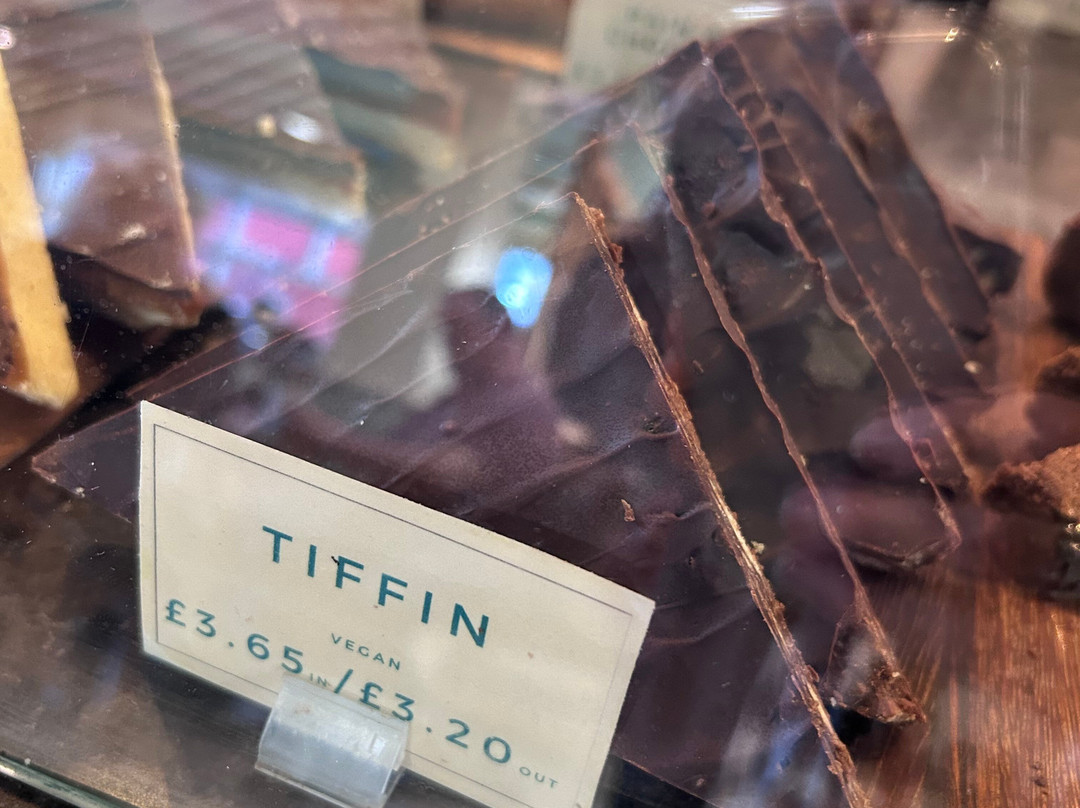 TIFFIN
VEGAN
£3.65 IN/£3.20 OUT